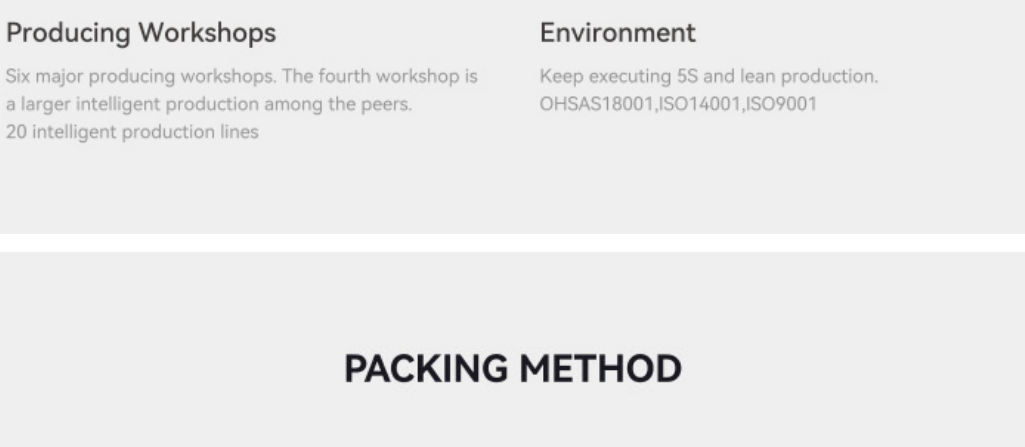 Producing Workshops
Six major producing workshops. The fourth workshop is
a larger intelligent production among the peers.
20 intelligent production lines
Environment
Keep executing 5S and lean production.
OHSAS18001,ISO14001,ISO9001
PACKING METHOD